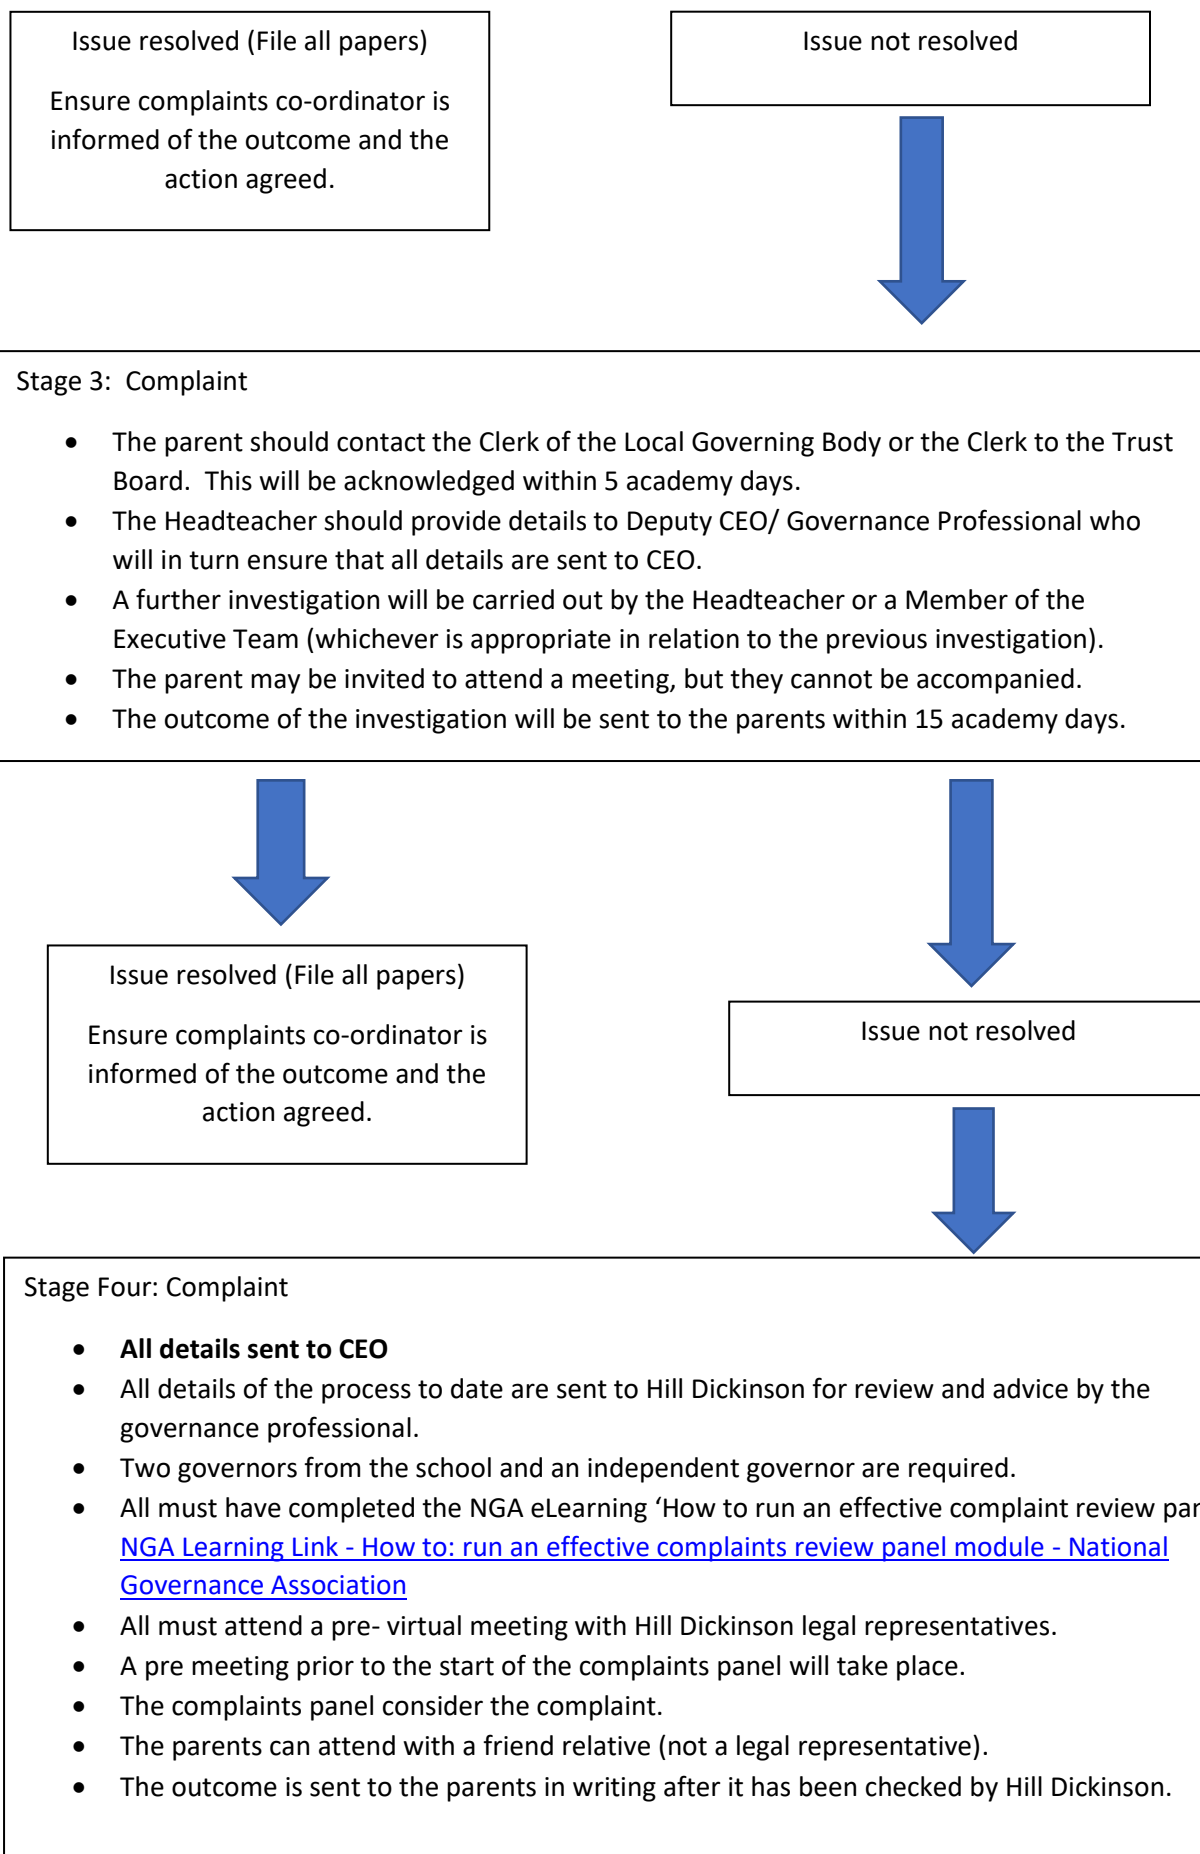 Issue resolved (File all papers)
Ensure complaints co-ordinator is
informed of the outcome and the
action agreed.
Issue not resolved
Stage 3:  Complaint
• The parent should contact the Clerk of the Local Governing Body or the Clerk to the Trust
Board.  This will be acknowledged within 5 academy days.
• The Headteacher should provide details to Deputy CEO/ Governance Professional who
will in turn ensure that all details are sent to CEO.
• A further investigation will be carried out by the Headteacher or a Member of the
Executive Team (whichever is appropriate in relation to the previous investigation).
• The parent may be invited to attend a meeting, but they cannot be accompanied.
• The outcome of the investigation will be sent to the parents within 15 academy days.
Issue resolved (File all papers)
Ensure complaints co-ordinator is
informed of the outcome and the
action agreed.
Issue not resolved
Stage Four: Complaint
• All details sent to CEO
• All details of the process to date are sent to Hill Dickinson for review and advice by the
governance professional.
• Two governors from the school and an independent governor are required.
• All must have completed the NGA eLearning ‘How to run an effective complaint review
NGA Learning Link - How to: run an effective complaints review panel module - National
Governance Association
• All must attend a pre- virtual meeting with Hill Dickinson legal representatives.
• A pre meeting prior to the start of the complaints panel will take place.
• The complaints panel consider the complaint.
• The parents can attend with a friend relative (not a legal representative).
• The outcome is sent to the parents in writing after it has been checked by Hill Dickinson.